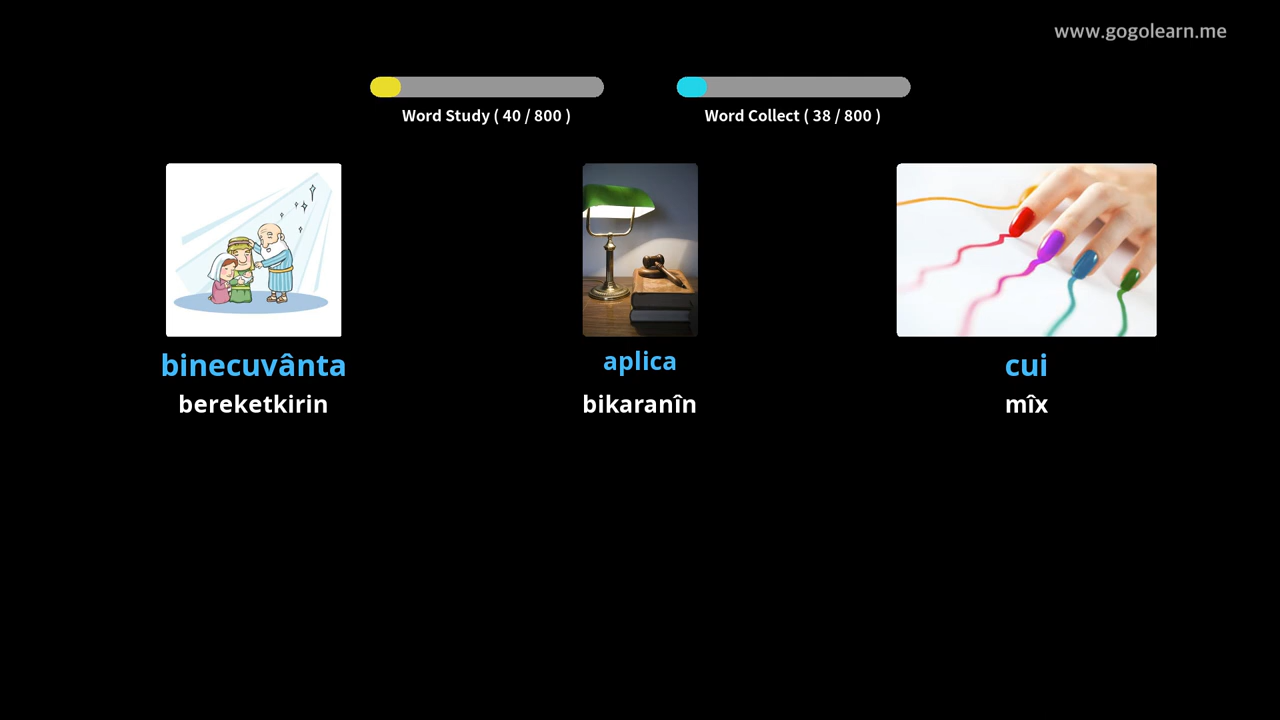 www.gogolearn.me
Word Study ( 40 / 800 )
Word Collect ( 38 / 800 )
binecuvânta
aplica
cui
bereketkirin
bikaranîn
mîx